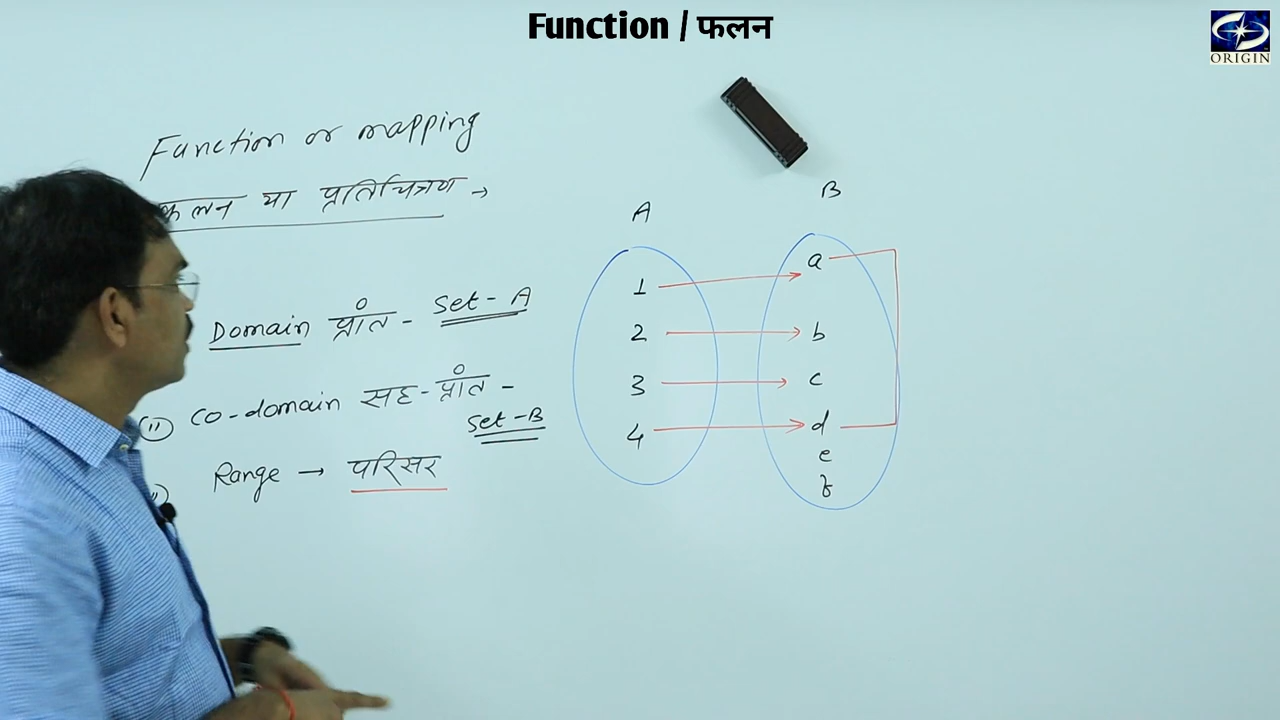 Function / फलन
ORIGIN
Function or mapping
फलन या प्रतिचित्रण →
Domain प्रांत - Set - A
(ii) Co-domain सह-प्रांत -
Set - B
Range → परिसर
A
B
1
2
3
4
a
b
c
d
e
f